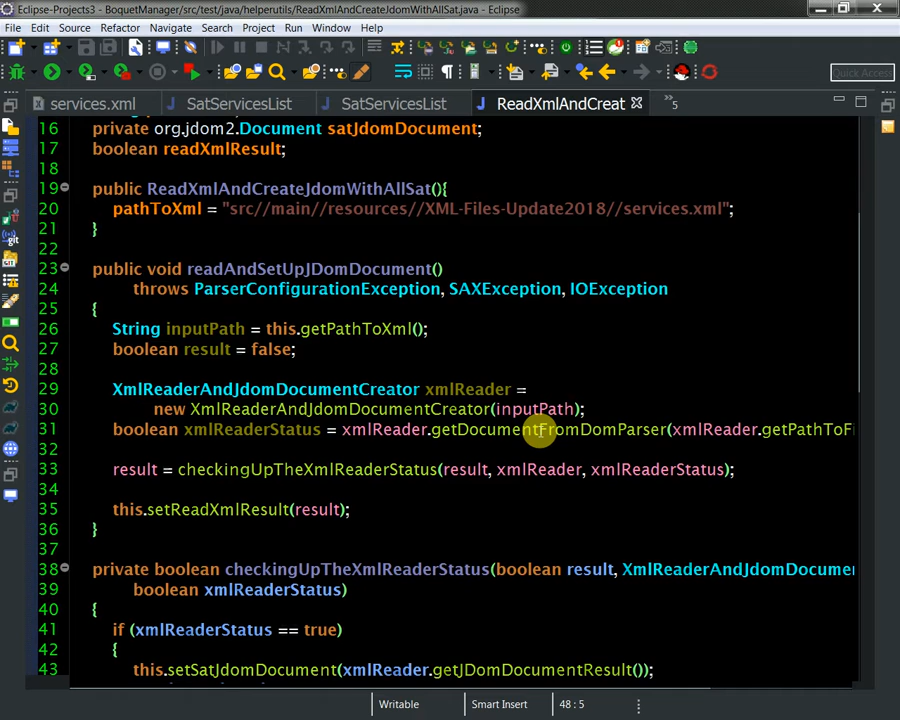 Eclipse-Projects3 - BoquetManager/src/test/java/helperutils/ReadXmlAndCreateJdomWithAllSat.java - Eclipse
File Edit Source Refactor Navigate Search Project Run Window Help
Quick Access
services.xml SatServicesList SatServicesList ReadXmlAndCreat »5
16 private org.jdom2.Document satJdomDocument;
17 boolean readXmlResult;
18
19 public ReadXmlAndCreateJdomWithAllSat(){
20 pathToXml = "src//main//resources//XML-Files-Update2018//services.xml";
21 }
22
23 public void readAndSetUpJDomDocument()
24 throws ParserConfigurationException, SAXException, IOException
25 {
26 String inputPath = this.getPathToXml();
27 boolean result = false;
28
29 XmlReaderAndJdomDocumentCreator xmlReader =
30 new XmlReaderAndJdomDocumentCreator(inputPath);
31 boolean xmlReaderStatus = xmlReader.getDocumentFromDomParser(xmlReader.getPathToFi
32
33 result = checkingUpTheXmlReaderStatus(result, xmlReader, xmlReaderStatus);
34
35 this.setReadXmlResult(result);
36 }
37
38 private boolean checkingUpTheXmlReaderStatus(boolean result, XmlReaderAndJdomDocumer
39 boolean xmlReaderStatus)
40 {
41 if (xmlReaderStatus == true)
42 {
43 this.setSatJdomDocument(xmlReader.getJDomDocumentResult());
Writable Smart Insert 48 : 5